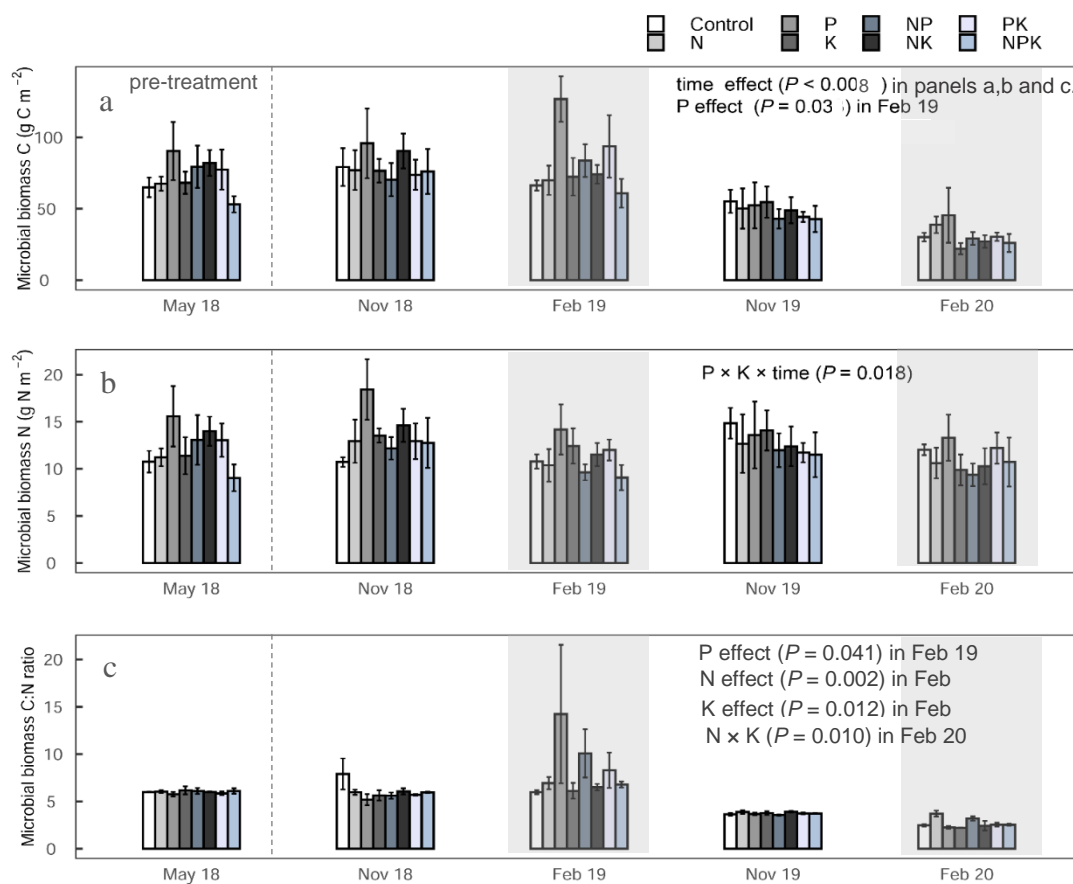 Control P NP PK
N K NK NPK
a
pre-treatment
time effect (P < 0.008 ) in panels a,b and c.
P effect (P = 0.03 ) in Feb 19
Microbial biomass C (g C m−2)
100
50
0
May 18 Nov 18 Feb 19 Nov 19 Feb 20
b
P × K × time (P = 0.018)
Microbial biomass N (g N m−2)
20
15
10
5
0
May 18 Nov 18 Feb 19 Nov 19 Feb 20
c
P effect (P = 0.041) in Feb 19
N effect (P = 0.002) in Feb
K effect (P = 0.012) in Feb
N × K (P = 0.010) in Feb 20
Microbial biomass C:N ratio
20
15
10
5
0
May 18 Nov 18 Feb 19 Nov 19 Feb 20